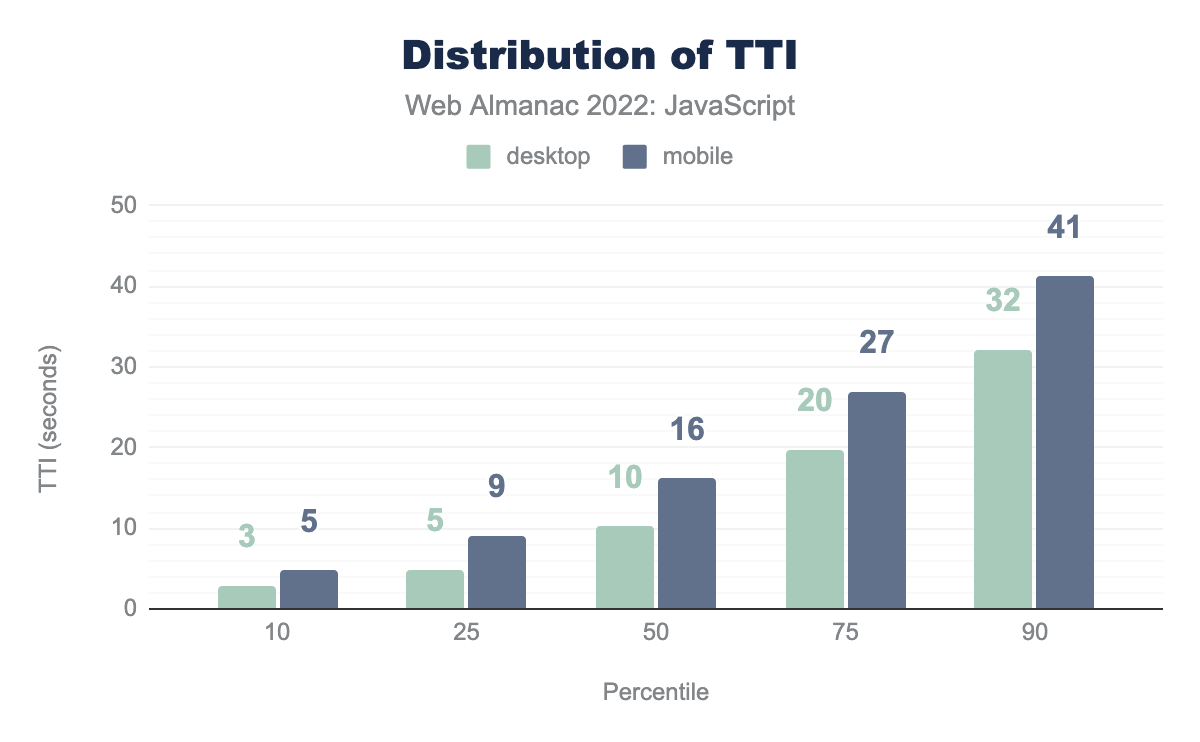 Distribution of TTI
Web Almanac 2022: JavaScript
desktop mobile
TTI (seconds)
50
40
30
20
10
0
3 5 5 9 10 16 20 27 32 41
10 25 50 75 90
Percentile